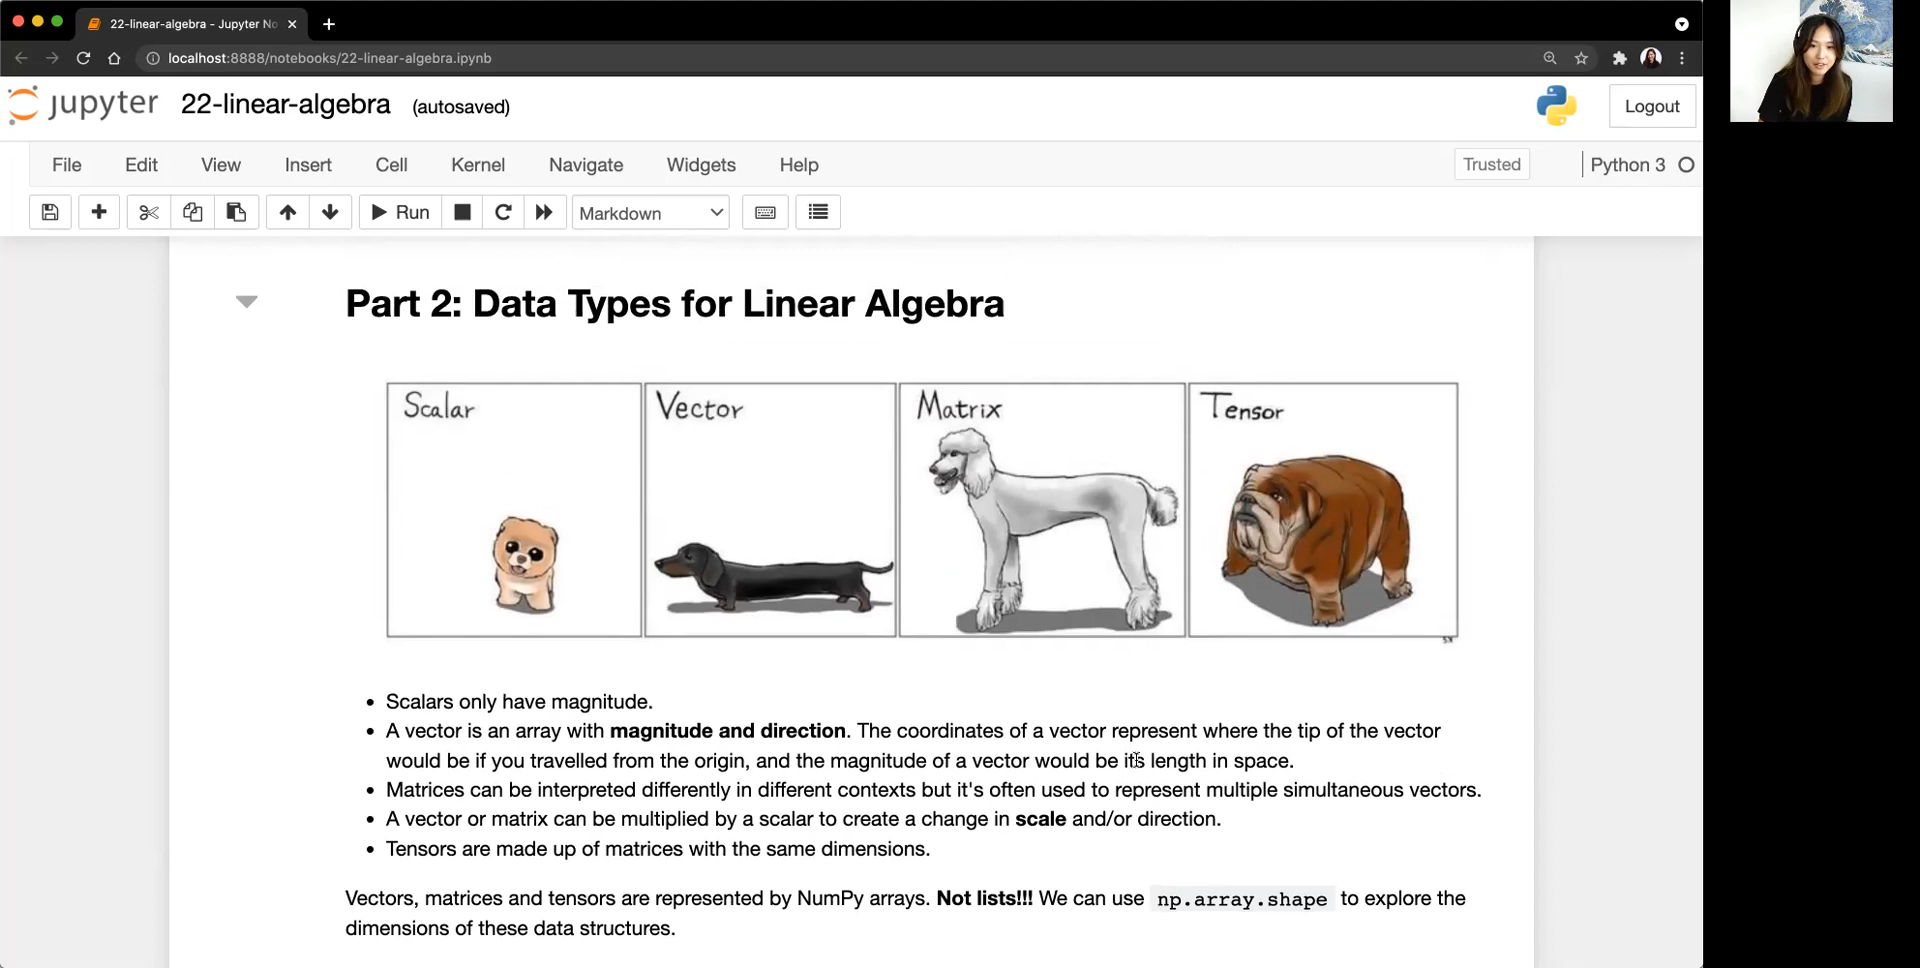 22-linear-algebra - Jupyter No
localhost:8888/notebooks/22-linear-algebra.ipynb
jupyter 22-linear-algebra (autosaved) Logout
File Edit View Insert Cell Kernel Navigate Widgets Help Trusted Python 3
Run Markdown
Part 2: Data Types for Linear Algebra
Scalar Vector Matrix Tensor
• Scalars only have magnitude.
• A vector is an array with magnitude and direction. The coordinates of a vector represent where the tip of the vector
would be if you travelled from the origin, and the magnitude of a vector would be its length in space.
• Matrices can be interpreted differently in different contexts but it's often used to represent multiple simultaneous vectors.
• A vector or matrix can be multiplied by a scalar to create a change in scale and/or direction.
• Tensors are made up of matrices with the same dimensions.
Vectors, matrices and tensors are represented by NumPy arrays. Not lists!!! We can use np.array.shape to explore the
dimensions of these data structures.